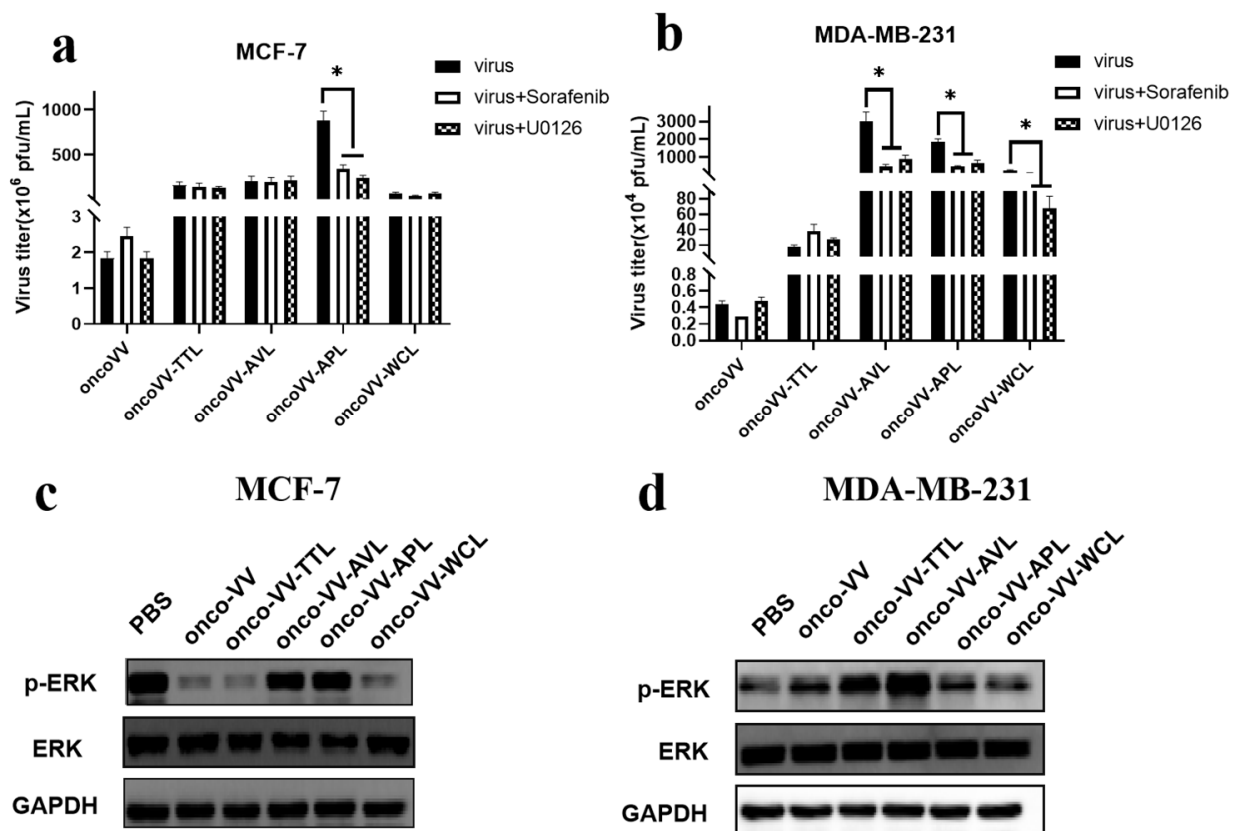 a
MCF-7
virus
virus+Sorafenib
virus+U0126
*
Virus titer(x10⁶ pfu/mL)
1000
500
3
2
1
0
oncoVV
oncoVV-TTL
oncoVV-AVL
oncoVV-APL
oncoVV-WCL
b
MDA-MB-231
virus
virus+Sorafenib
virus+U0126
*
*
*
Virus titer(x10⁴ pfu/mL)
3000
2000
1000
80
60
40
20
0.8
0.6
0.4
0.2
0.0
oncoVV
oncoVV-TTL
oncoVV-AVL
oncoVV-APL
oncoVV-WCL
c
MCF-7
PBS
onco-VV
onco-VV-TTL
onco-VV-AVL
onco-VV-APL
onco-VV-WCL
p-ERK
ERK
GAPDH
d
MDA-MB-231
PBS
onco-VV
onco-VV-TTL
onco-VV-AVL
onco-VV-APL
onco-VV-WCL
p-ERK
ERK
GAPDH